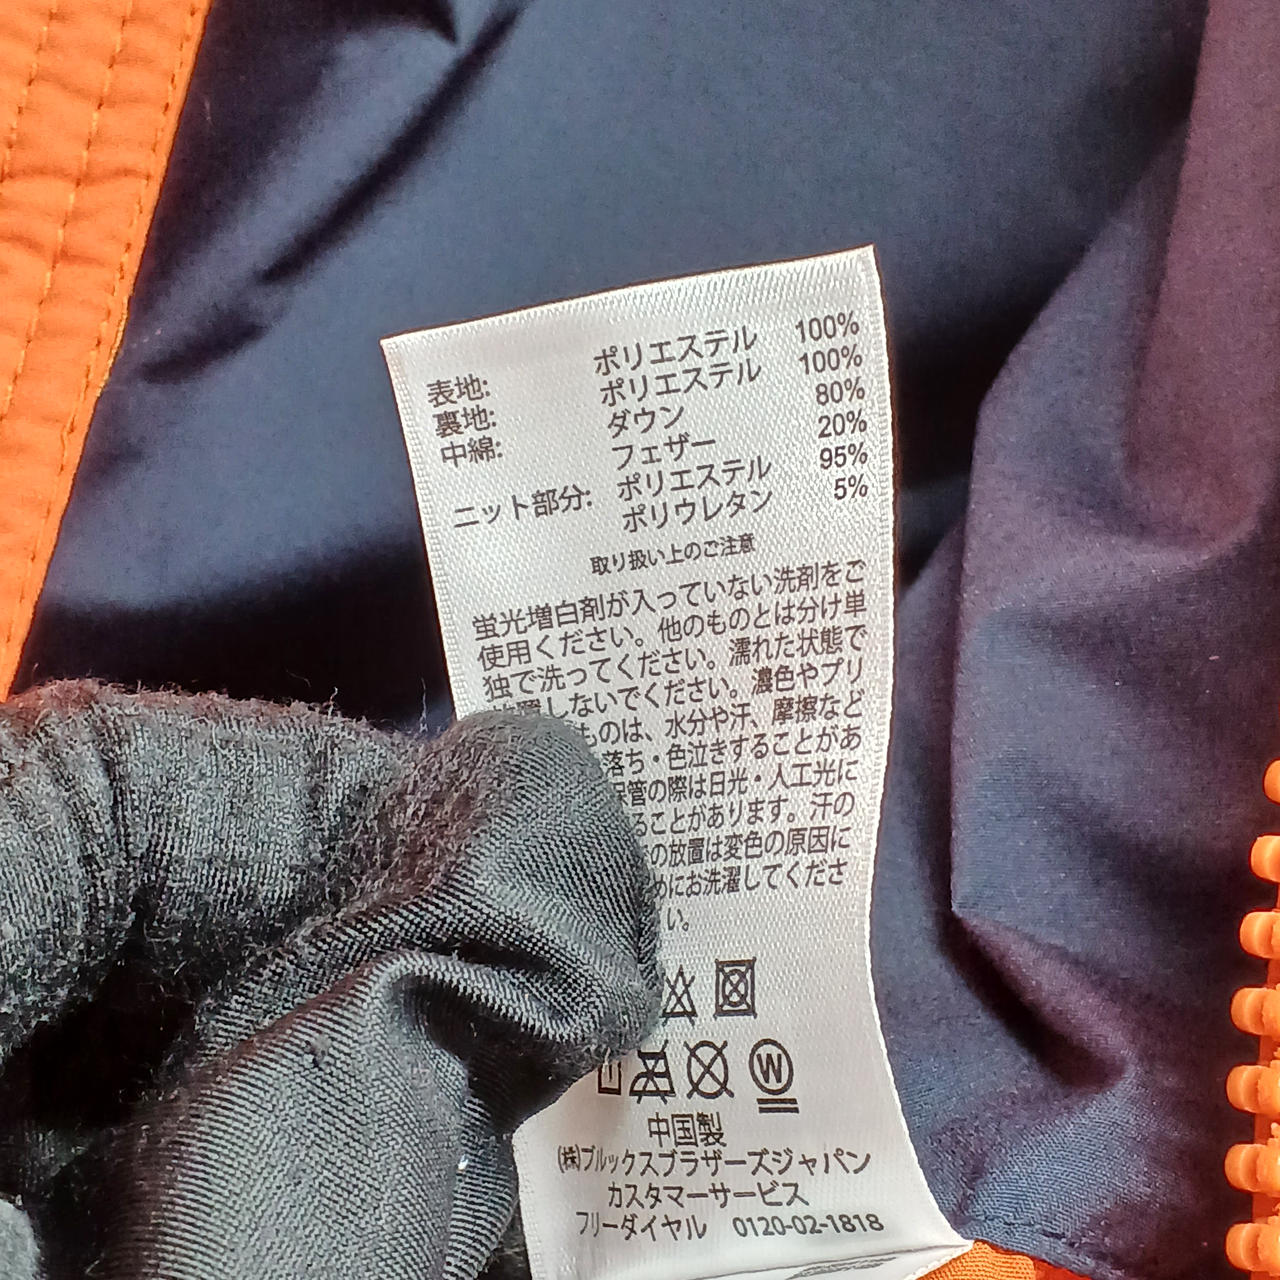 表地: ポリエステル 100%
裏地: ポリエステル 100%
中綿: ダウン 80%
フェザー 20%
ニット部分: ポリエステル 95%
ポリウレタン 5%
取り扱い上のご注意
蛍光増白剤が入っていない洗剤をご
使用ください。他のものとは分け単
独で洗ってください。濡れた状態で
しないでください。濃色やプリ
ものは、水分や汗、摩擦など
落ち・色泣きすることがあ
管の際は日光・人工光に
ことがあります。汗の
の放置は変色の原因に
めにお洗濯してくださ
い。
W
中国製
(株)ブルックスブラザーズジャパン
カスタマーサービス
フリーダイヤル 0120-02-1818